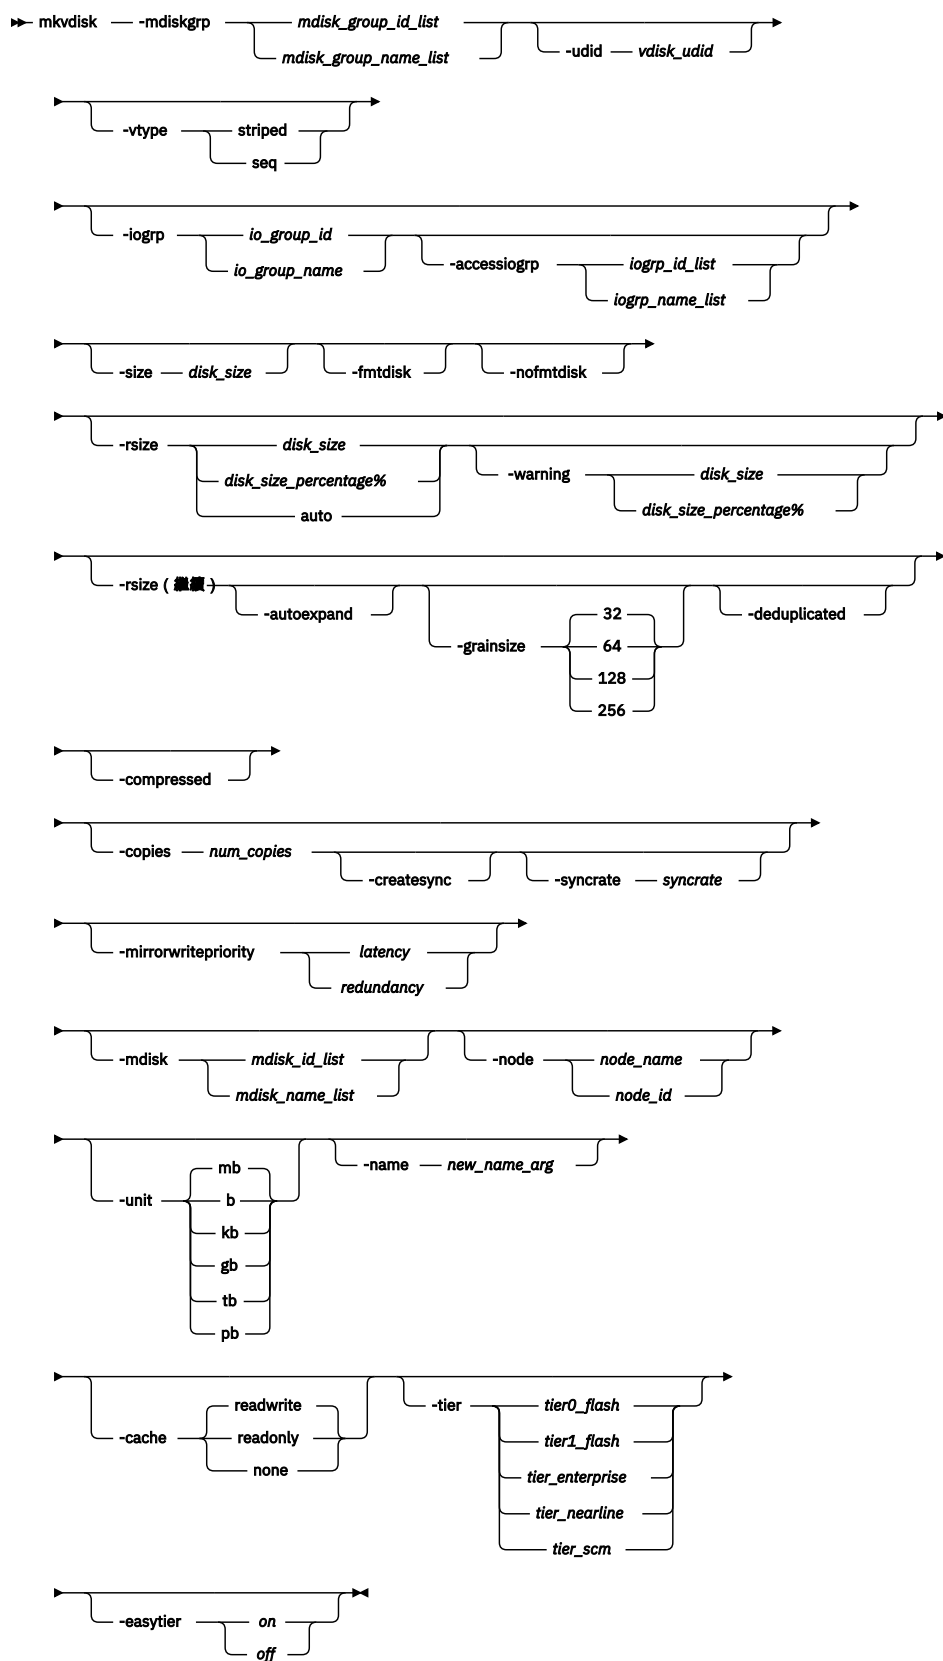 mkvdisk -mdiskgrp mdisk_group_id_list
mdisk_group_name_list -udid vdisk_udid
-vtype striped
seq
-iogrp io_group_id
io_group_name -accessiogrp iogrp_id_list
iogrp_name_list
-size disk_size -fmtdisk -nofmtdisk
-rsize disk_size
disk_size_percentage% -warning disk_size
auto disk_size_percentage%
-rsize (繼續)
-autoexpand 32 -deduplicated
-grainsize 64
128
256
-compressed
-copies num_copies
-createsync -syncrate syncrate
-mirrorwritepriority latency
redundancy
-mdisk mdisk_id_list -node node_name
mdisk_name_list node_id
mb -name new_name_arg
-unit b
kb
gb
tb
pb
readwrite -tier tier0_flash
-cache readonly tier1_flash
none tier_enterprise
tier_nearline
tier_scm
-easytier on
off